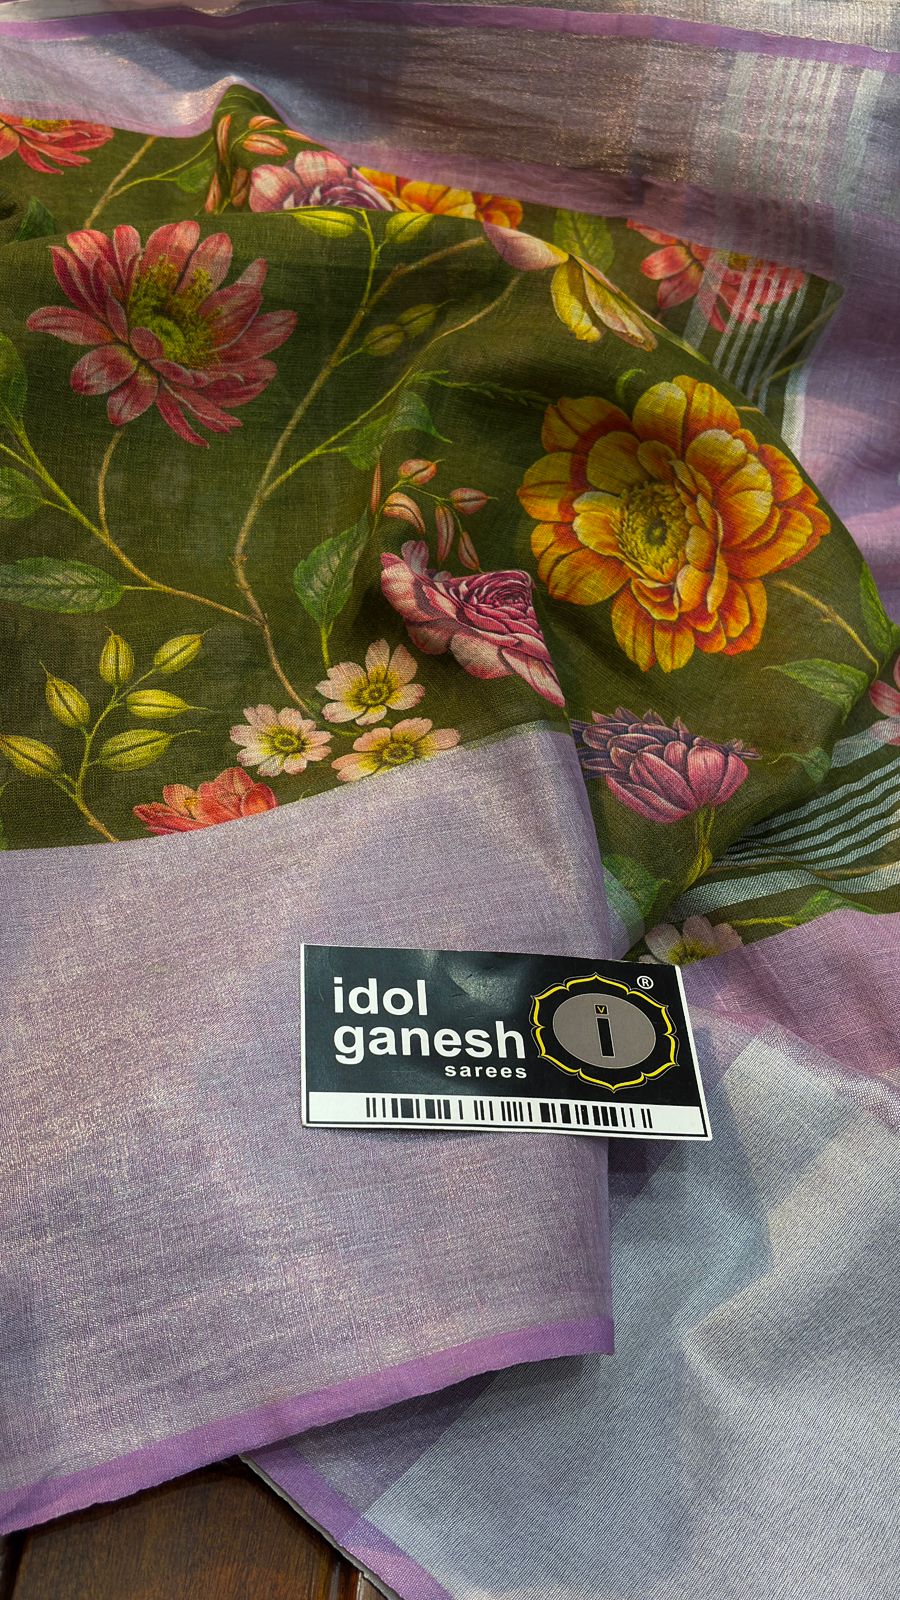 idol
ganesh
sarees
®
v
i